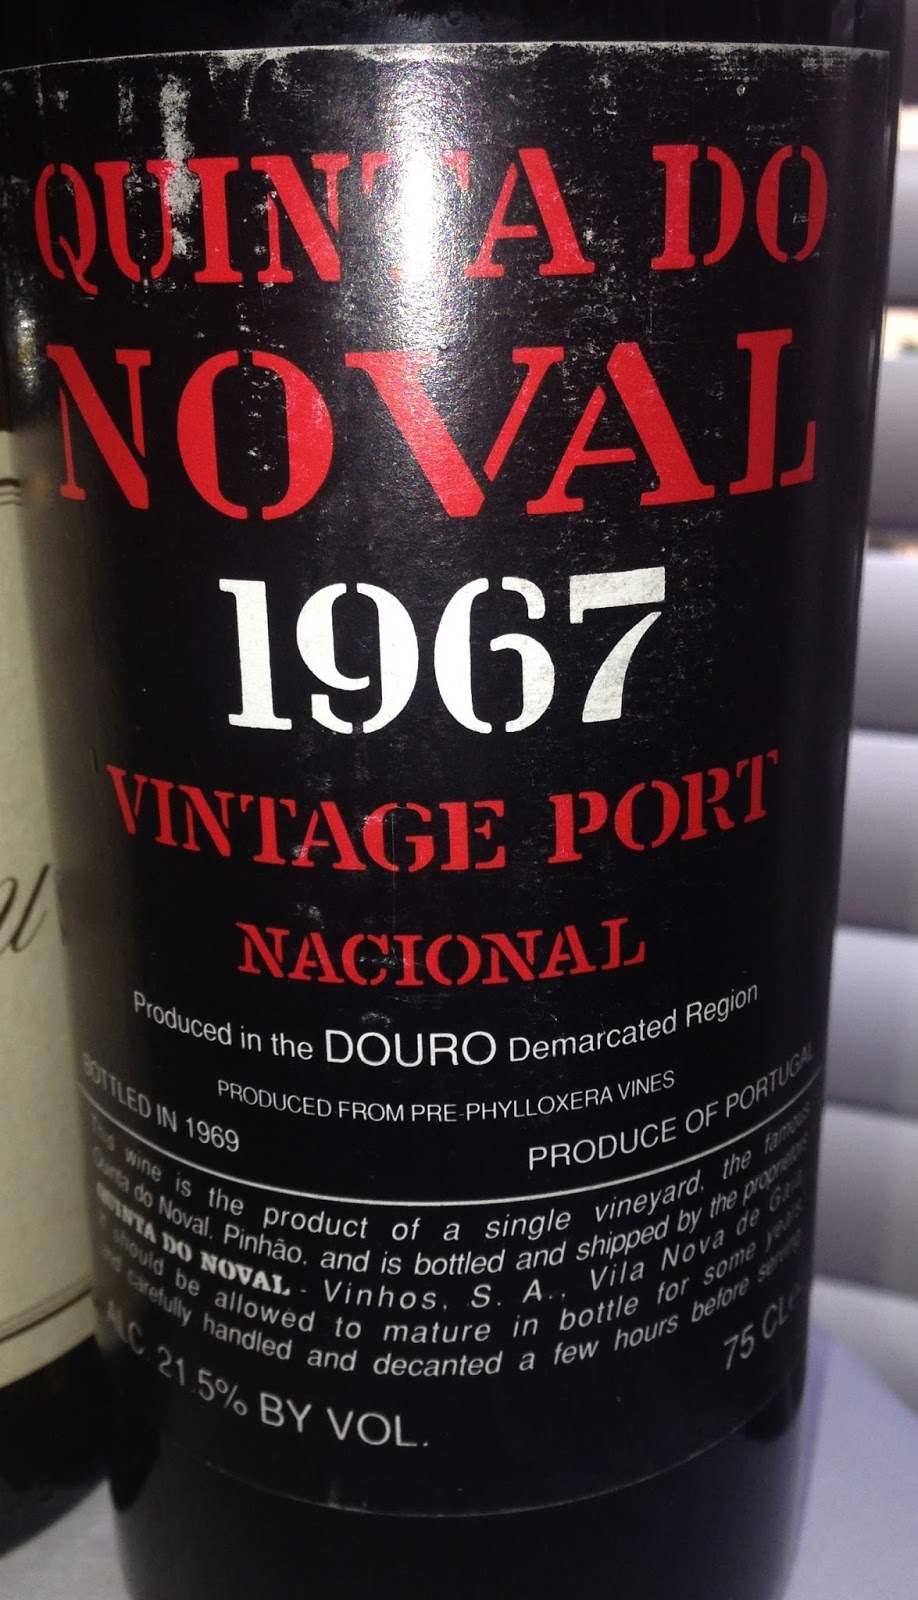 QUINTA DO
NOVAL
1967
VINTAGE PORT
NACIONAL
Produced in the DOURO Demarcated Region
PRODUCED FROM PRE-PHYLLOXERA VINES
BOTTLED IN 1969
PRODUCE OF PORTUGAL
This wine is the product of a single vineyard, the famous
Quinta do Noval, Pinhão, and is bottled and shipped by the proprietors
QUINTA DO NOVAL - Vinhos, S. A., Vila Nova de Gaia.
should be allowed to mature in bottle for some years
and carefully handled and decanted a few hours before serving
ALC. 21.5% BY VOL.
75 CL